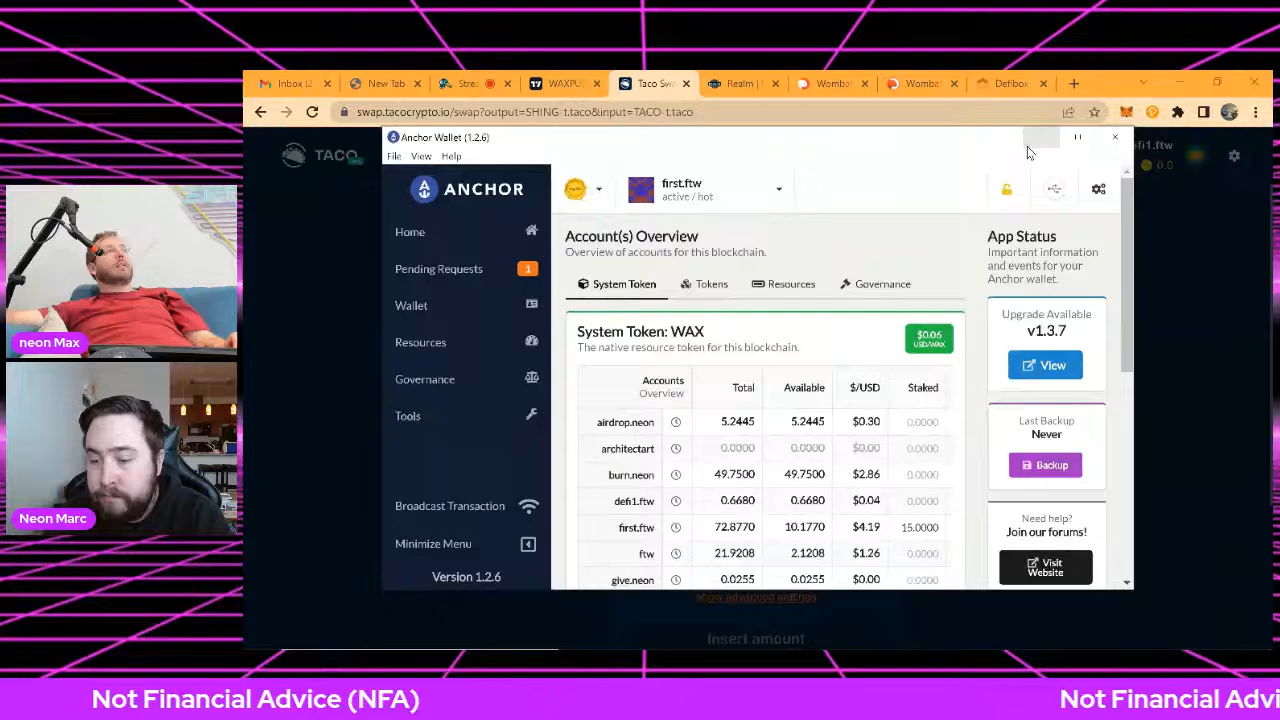 Inbox (2
New Tab
Stre
WAXPU
Taco Sw
Realm |
Womba
Womba
Defibox
swap.tacocrypto.io/swap?output=SHING-t.taco&input=TACO-t.taco
Anchor Wallet (1.2.6)
File View Help
TACO
efi1.ftw
0.0
ANCHOR
first.ftw
active / hot
Home
Pending Requests 1
Wallet
Resources
Governance
Tools
Broadcast Transaction
Minimize Menu
Version 1.2.6
Account(s) Overview
Overview of accounts for this blockchain.
System Token Tokens Resources Governance
System Token: WAX
The native resource token for this blockchain.
$0.06
USD/WAX
Accounts
Overview
Total Available $/USD Staked
airdrop.neon 5.2445 5.2445 $0.30 0.0000
architectart 0.0000 0.0000 $0.00 0.0000
burn.neon 49.7500 49.7500 $2.86 0.0000
defi1.ftw 0.6680 0.6680 $0.04 0.0000
first.ftw 72.8770 10.1770 $4.19 15.0000
ftw 21.9208 2.1208 $1.26 0.0000
give.neon 0.0255 0.0255 $0.00 0.0000
App Status
Important information
and events for your
Anchor wallet.
Upgrade Available
v1.3.7
View
Last Backup
Never
Backup
Need help?
Join our forums!
Visit
Website
show advanced settings
Insert amount
neon Max
Neon Marc
Not Financial Advice (NFA)
Not Financial Advi